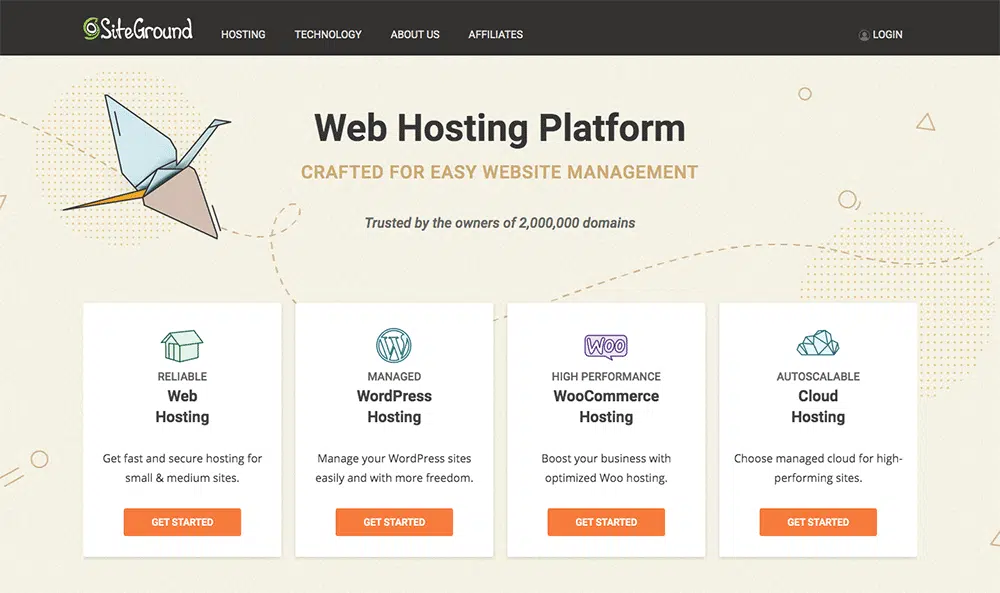 SiteGround HOSTING TECHNOLOGY ABOUT US AFFILIATES LOGIN
Web Hosting Platform
CRAFTED FOR EASY WEBSITE MANAGEMENT
Trusted by the owners of 2,000,000 domains
RELIABLE
Web
Hosting
Get fast and secure hosting for
small & medium sites.
GET STARTED
W
MANAGED
WordPress
Hosting
Manage your WordPress sites
easily and with more freedom.
GET STARTED
Woo
HIGH PERFORMANCE
WooCommerce
Hosting
Boost your business with
optimized Woo hosting.
GET STARTED
AUTOSCALABLE
Cloud
Hosting
Choose managed cloud for high-
performing sites.
GET STARTED